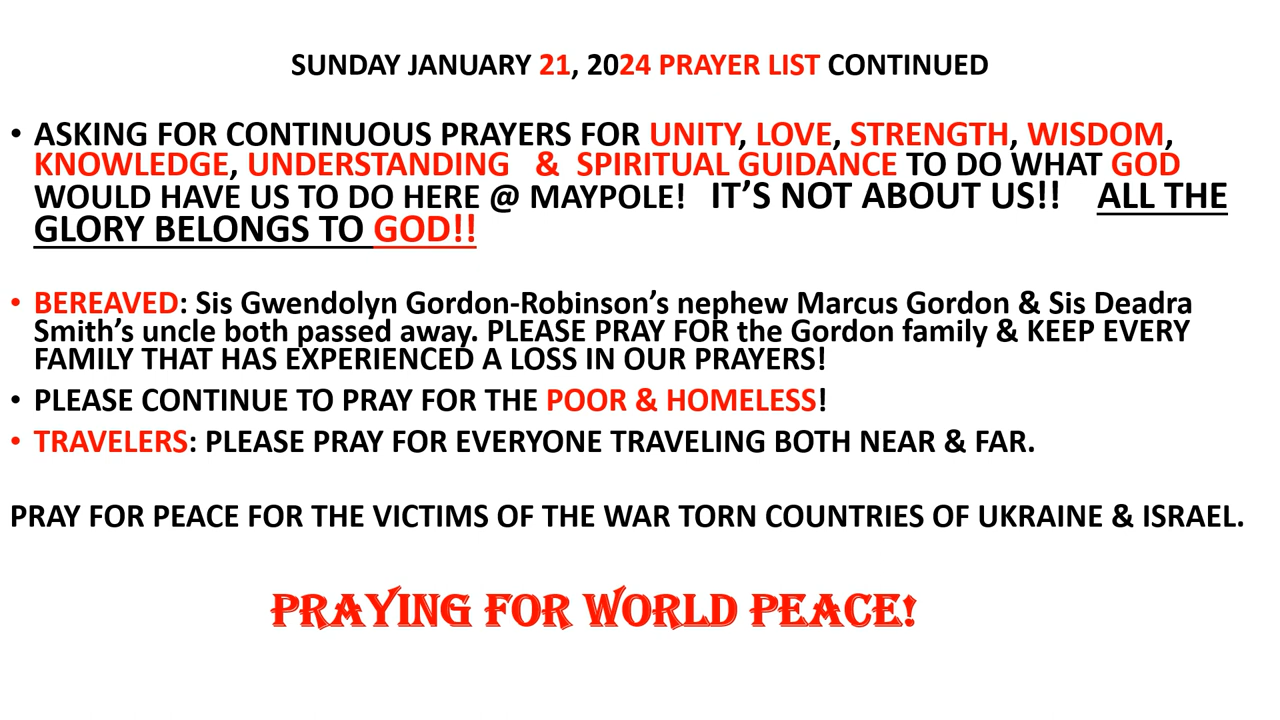 SUNDAY JANUARY 21, 2024 PRAYER LIST CONTINUED
• ASKING FOR CONTINUOUS PRAYERS FOR UNITY, LOVE, STRENGTH, WISDOM,
KNOWLEDGE, UNDERSTANDING & SPIRITUAL GUIDANCE TO DO WHAT GOD
WOULD HAVE US TO DO HERE @ MAYPOLE! IT’S NOT ABOUT US!! ALL THE
GLORY BELONGS TO GOD!!
• BEREAVED: Sis Gwendolyn Gordon-Robinson’s nephew Marcus Gordon & Sis Deadra
Smith’s uncle both passed away. PLEASE PRAY FOR the Gordon family & KEEP EVERY
FAMILY THAT HAS EXPERIENCED A LOSS IN OUR PRAYERS!
• PLEASE CONTINUE TO PRAY FOR THE POOR & HOMELESS!
• TRAVELERS: PLEASE PRAY FOR EVERYONE TRAVELING BOTH NEAR & FAR.
PRAY FOR PEACE FOR THE VICTIMS OF THE WAR TORN COUNTRIES OF UKRAINE & ISRAEL.
PRAYING FOR WORLD PEACE!